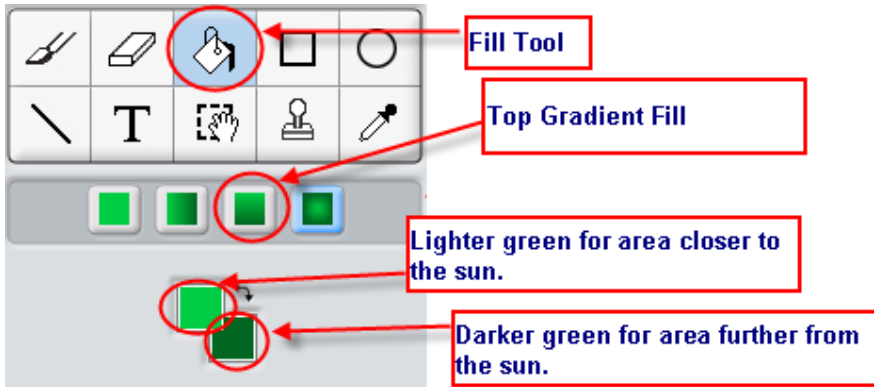 Fill Tool
T
Top Gradient Fill
Lighter green for area closer to
the sun.
Darker green for area further from
the sun.